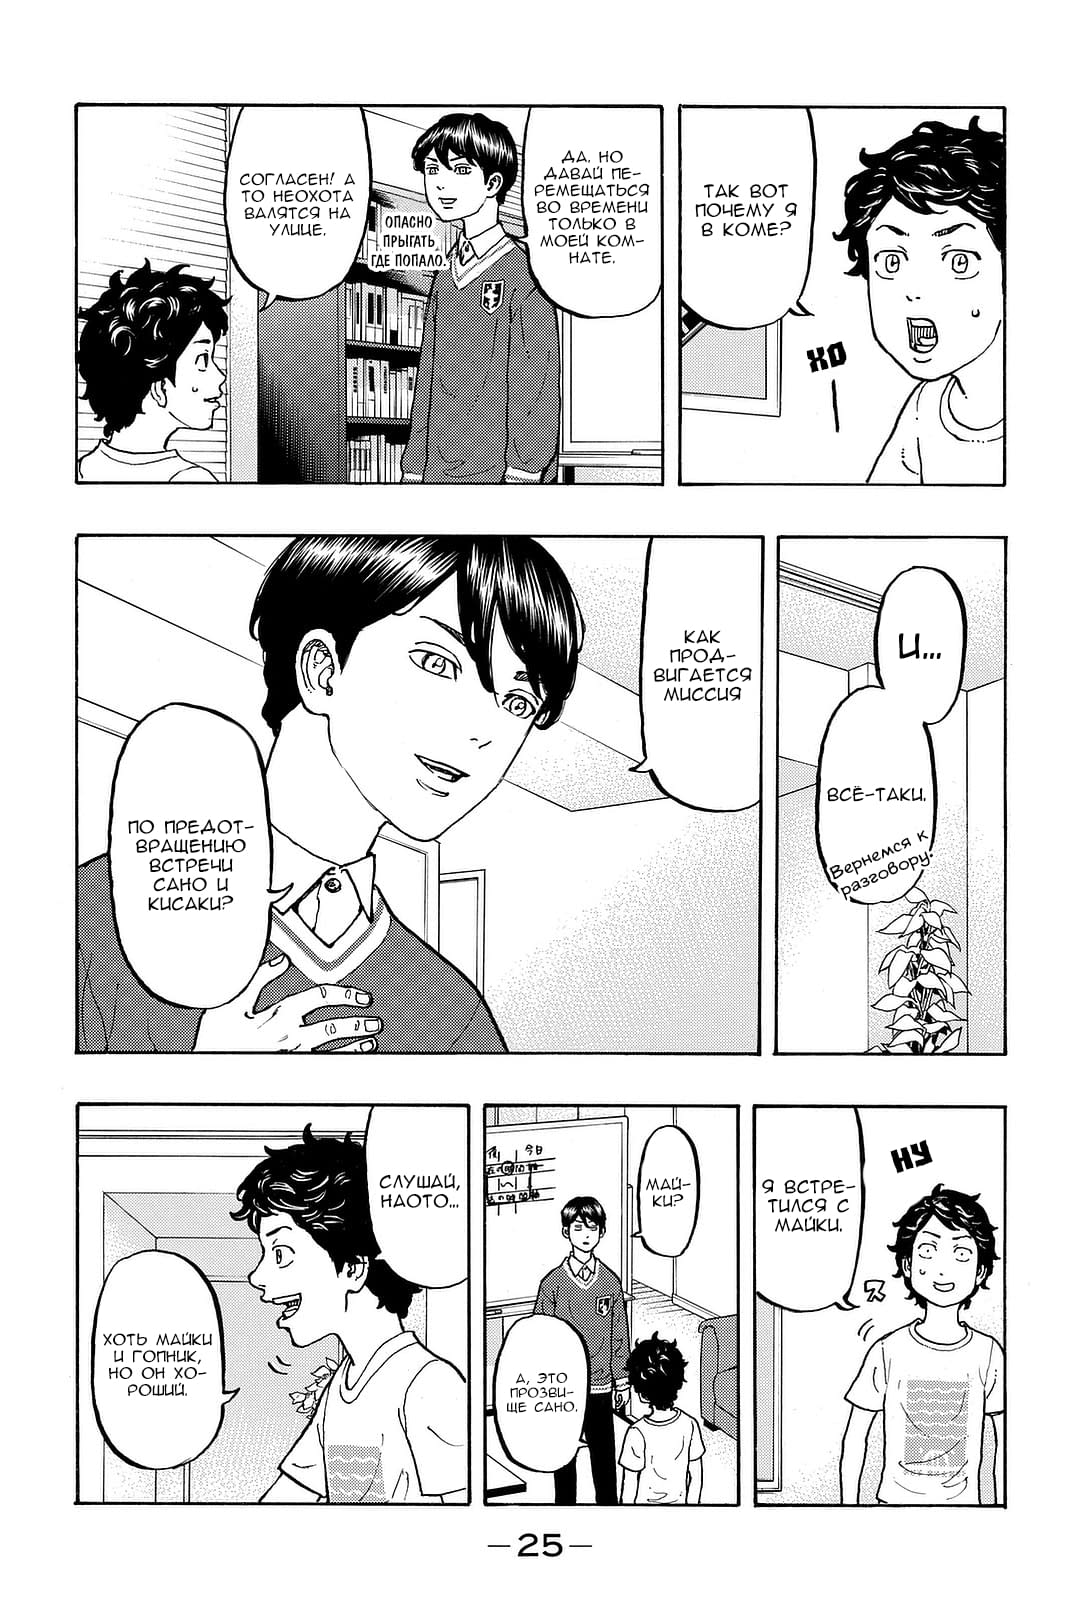 ТАК ВОТ
ПОЧЕМУ Я
В КОМЕ?
ХО
ДА, НО
ДАВАЙ ПЕ-
РЕМЕЩАТЬСЯ
ВО ВРЕМЕНИ
ТОЛЬКО В
МОЕЙ КОМ-
НАТЕ.
ОПАСНО
ПРЫГАТЬ
ГДЕ ПОПАЛО.
СОГЛАСЕН! А
ТО НЕОХОТА
ВАЛЯТСЯ НА
УЛИЦЕ.
И...
ВСЁ-ТАКИ.
Вернемся к
разговору.
КАК
ПРОД-
ВИГАЕТСЯ
МИССИЯ
ПО ПРЕДОТ-
ВРАЩЕНИЮ
ВСТРЕЧИ
САНО И
КИСАКИ?
НУ
Я ВСТРЕ-
ТИЛСЯ С
МАЙКИ.
МАЙ-
КИ?
今日
А, ЭТО
ПРОЗВИ-
ЩЕ САНО.
СЛУШАЙ,
НАОТО...
ХОТЬ МАЙКИ
И ГОПНИК,
НО ОН ХО-
РОШИЙ.
—25—